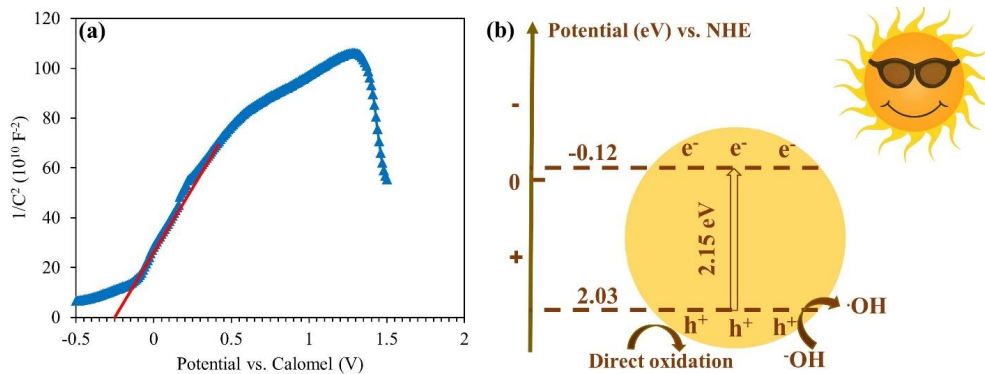 (a)
1/C² (10¹⁰ F⁻²)
120
100
80
60
40
20
0
-0.5
0
0.5
1
1.5
2
Potential vs. Calomel (V)
(b)
Potential (eV) vs. NHE
-
-0.12
e⁻ e⁻ e⁻
0
2.15 eV
+
2.03
h⁺ h⁺ h⁺
·OH
Direct oxidation
⁻OH